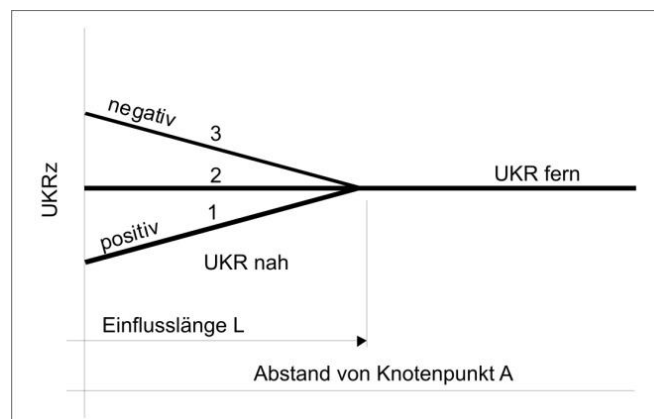 negativ
3
UKRz
2
UKR fern
positiv
1
UKR nah
Einflusslänge L
Abstand von Knotenpunkt A